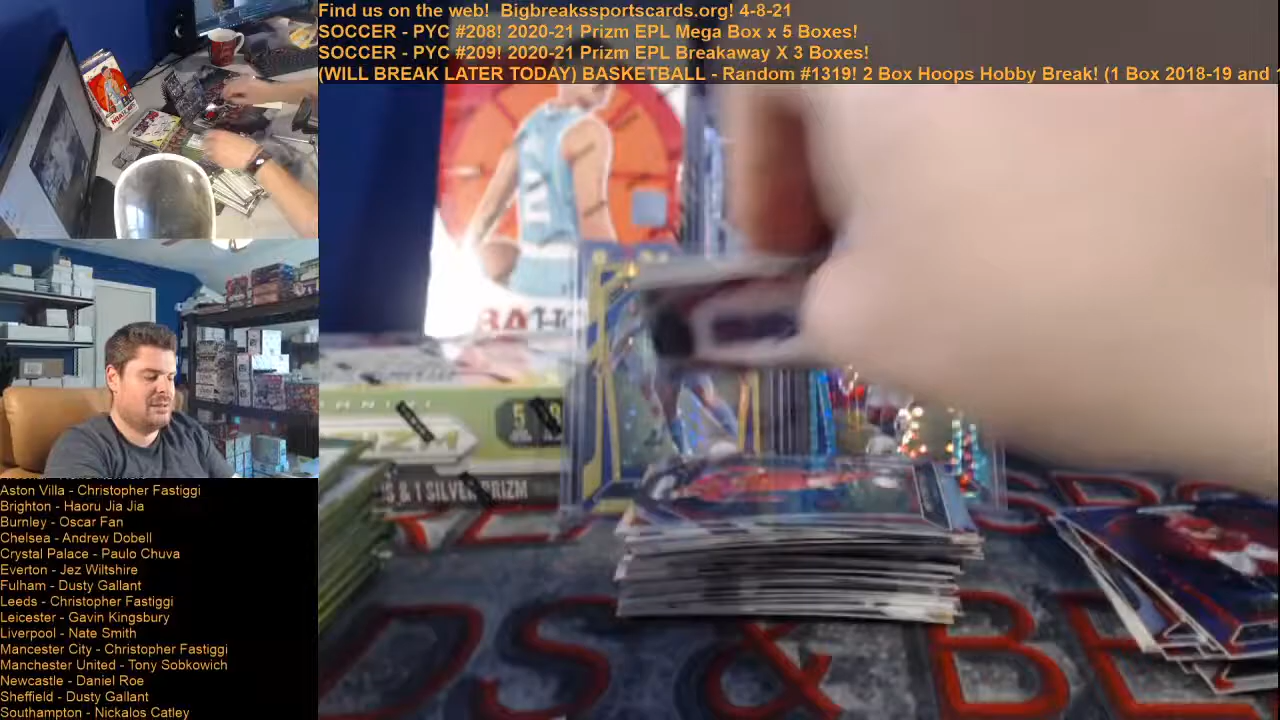 Find us on the web! Bigbreakssportscards.org! 4-8-21
SOCCER - PYC #208! 2020-21 Prizm EPL Mega Box x 5 Boxes!
SOCCER - PYC #209! 2020-21 Prizm EPL Breakaway X 3 Boxes!
(WILL BREAK LATER TODAY) BASKETBALL - Random #1319! 2 Box Hoops Hobby Break! (1 Box 2018-19 and
PANINI
5
& 1 SILVER PRIZM
DS & BE
Aston Villa - Christopher Fastiggi
Brighton - Haoru Jia Jia
Burnley - Oscar Fan
Chelsea - Andrew Dobell
Crystal Palace - Paulo Chuva
Everton - Jez Wiltshire
Fulham - Dusty Gallant
Leeds - Christopher Fastiggi
Leicester - Gavin Kingsbury
Liverpool - Nate Smith
Mancester City - Christopher Fastiggi
Manchester United - Tony Sobkowich
Newcastle - Daniel Roe
Sheffield - Dusty Gallant
Southampton - Nickalos Catley